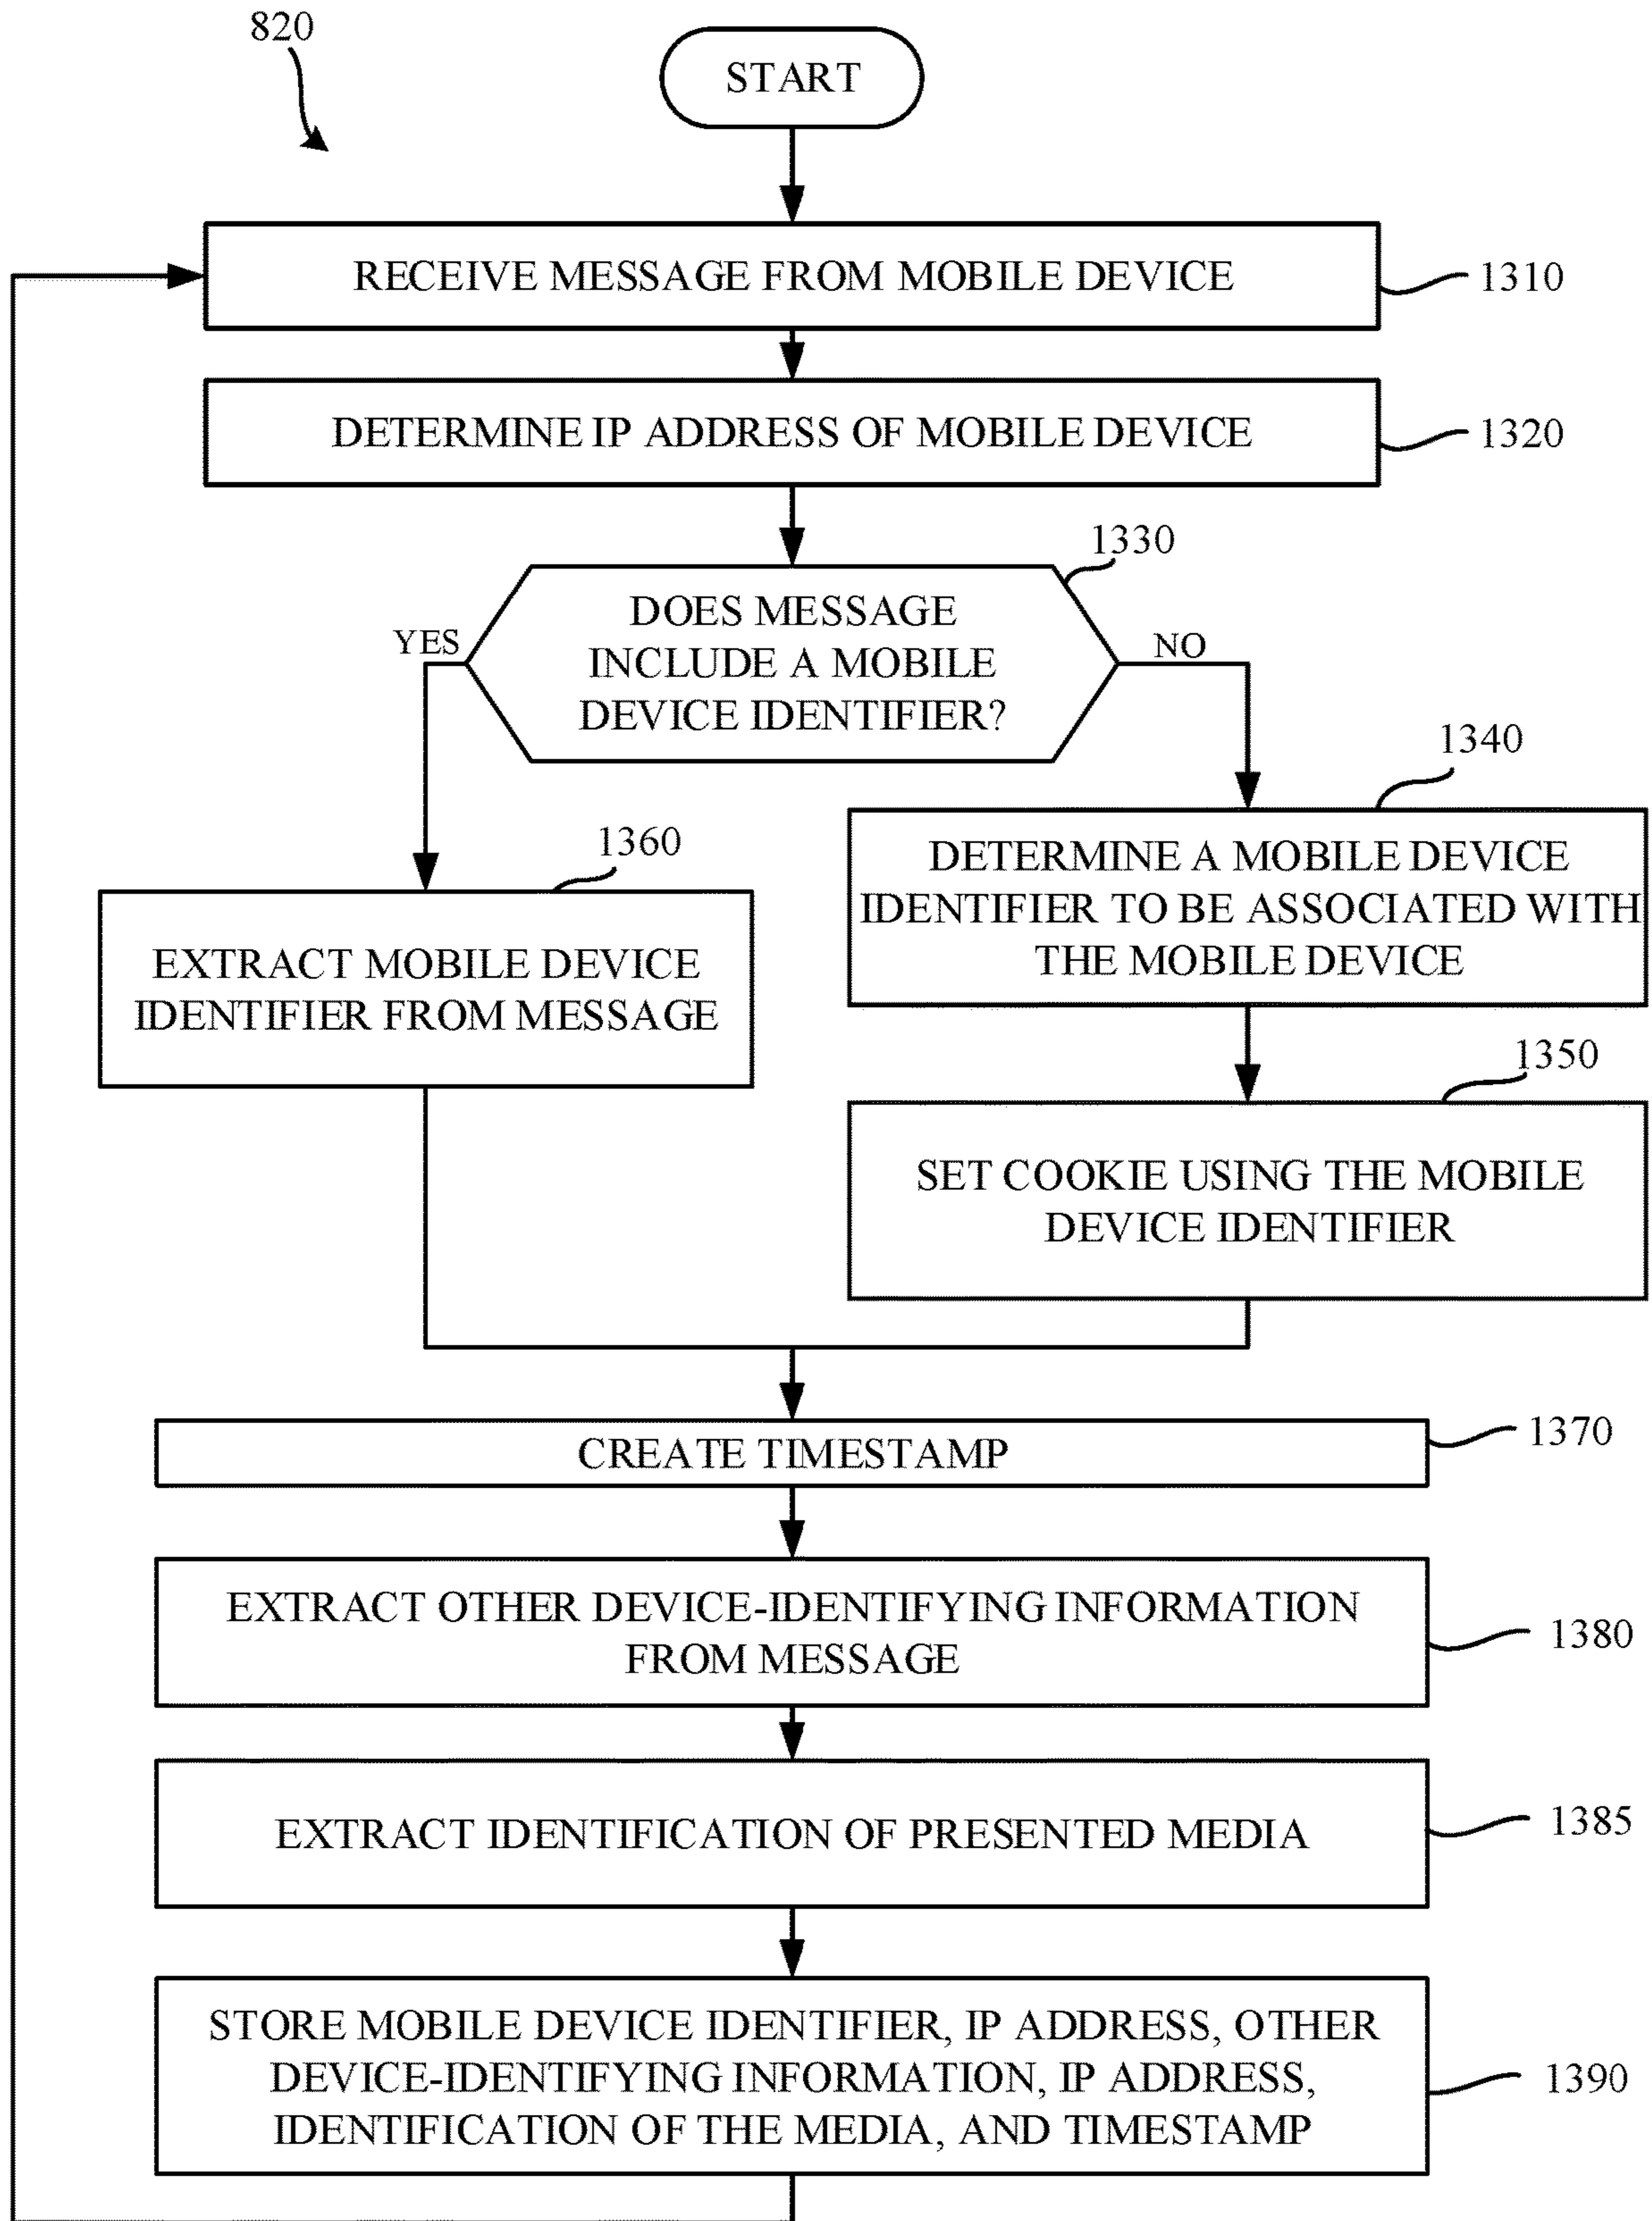 820
START
RECEIVE MESSAGE FROM MOBILE DEVICE
1310
DETERMINE IP ADDRESS OF MOBILE DEVICE
1320
1330
DOES MESSAGE
INCLUDE A MOBILE
DEVICE IDENTIFIER?
YES
NO
1340
DETERMINE A MOBILE DEVICE
IDENTIFIER TO BE ASSOCIATED WITH
THE MOBILE DEVICE
1360
EXTRACT MOBILE DEVICE
IDENTIFIER FROM MESSAGE
1350
SET COOKIE USING THE MOBILE
DEVICE IDENTIFIER
CREATE TIMESTAMP
1370
EXTRACT OTHER DEVICE-IDENTIFYING INFORMATION
FROM MESSAGE
1380
EXTRACT IDENTIFICATION OF PRESENTED MEDIA
1385
STORE MOBILE DEVICE IDENTIFIER, IP ADDRESS, OTHER
DEVICE-IDENTIFYING INFORMATION, IP ADDRESS,
IDENTIFICATION OF THE MEDIA, AND TIMESTAMP
1390